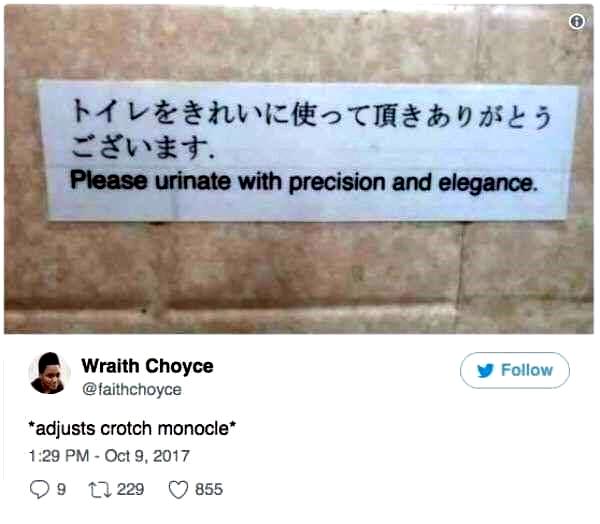 トイレをきれいに使って頂きありがとう
ございます.
Please urinate with precision and elegance.
Wraith Choyce
@faithchoyce
Follow
*adjusts crotch monocle*
1:29 PM - Oct 9, 2017
9 229 855